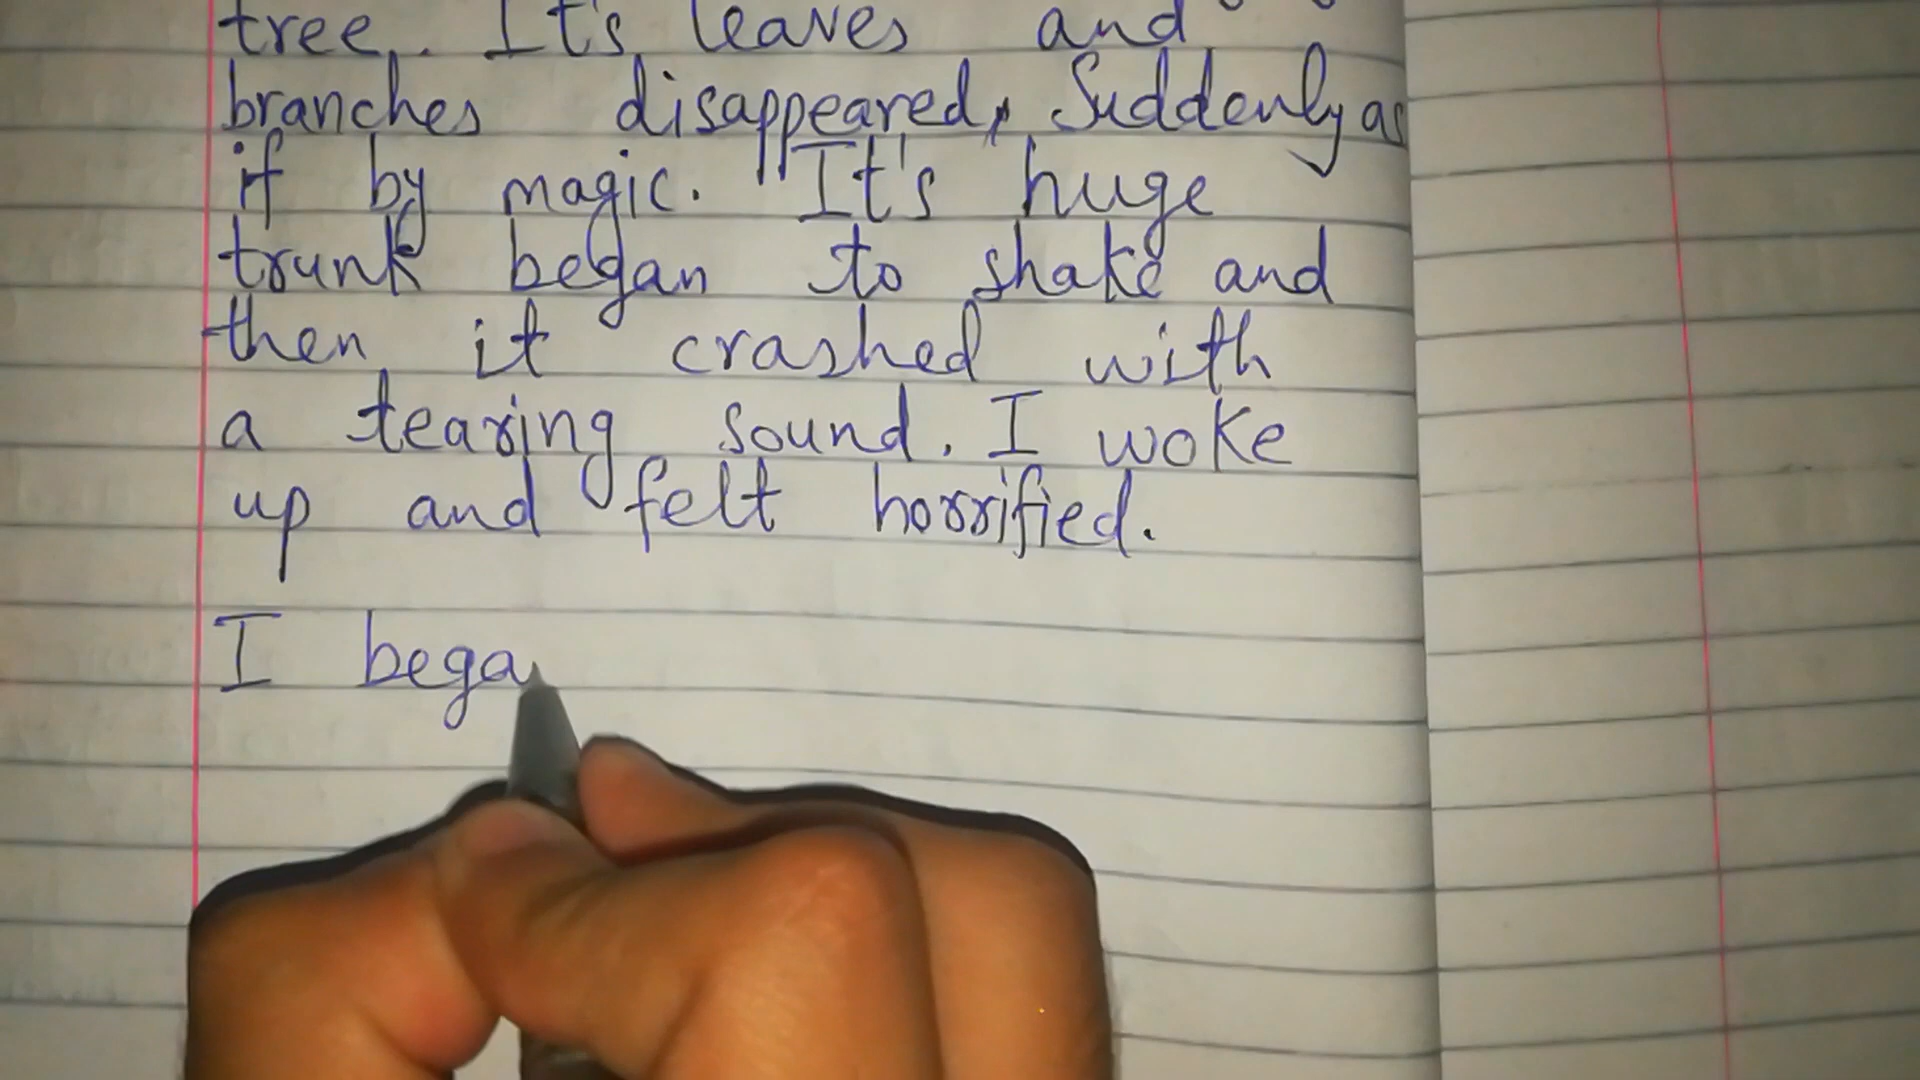 tree. It's leaves and
branches disappeared, Suddenly as
if by magic. It's huge
trunk began to shake and
then it crashed with
a tearing sound. I woke
up and felt horrified.
I bega